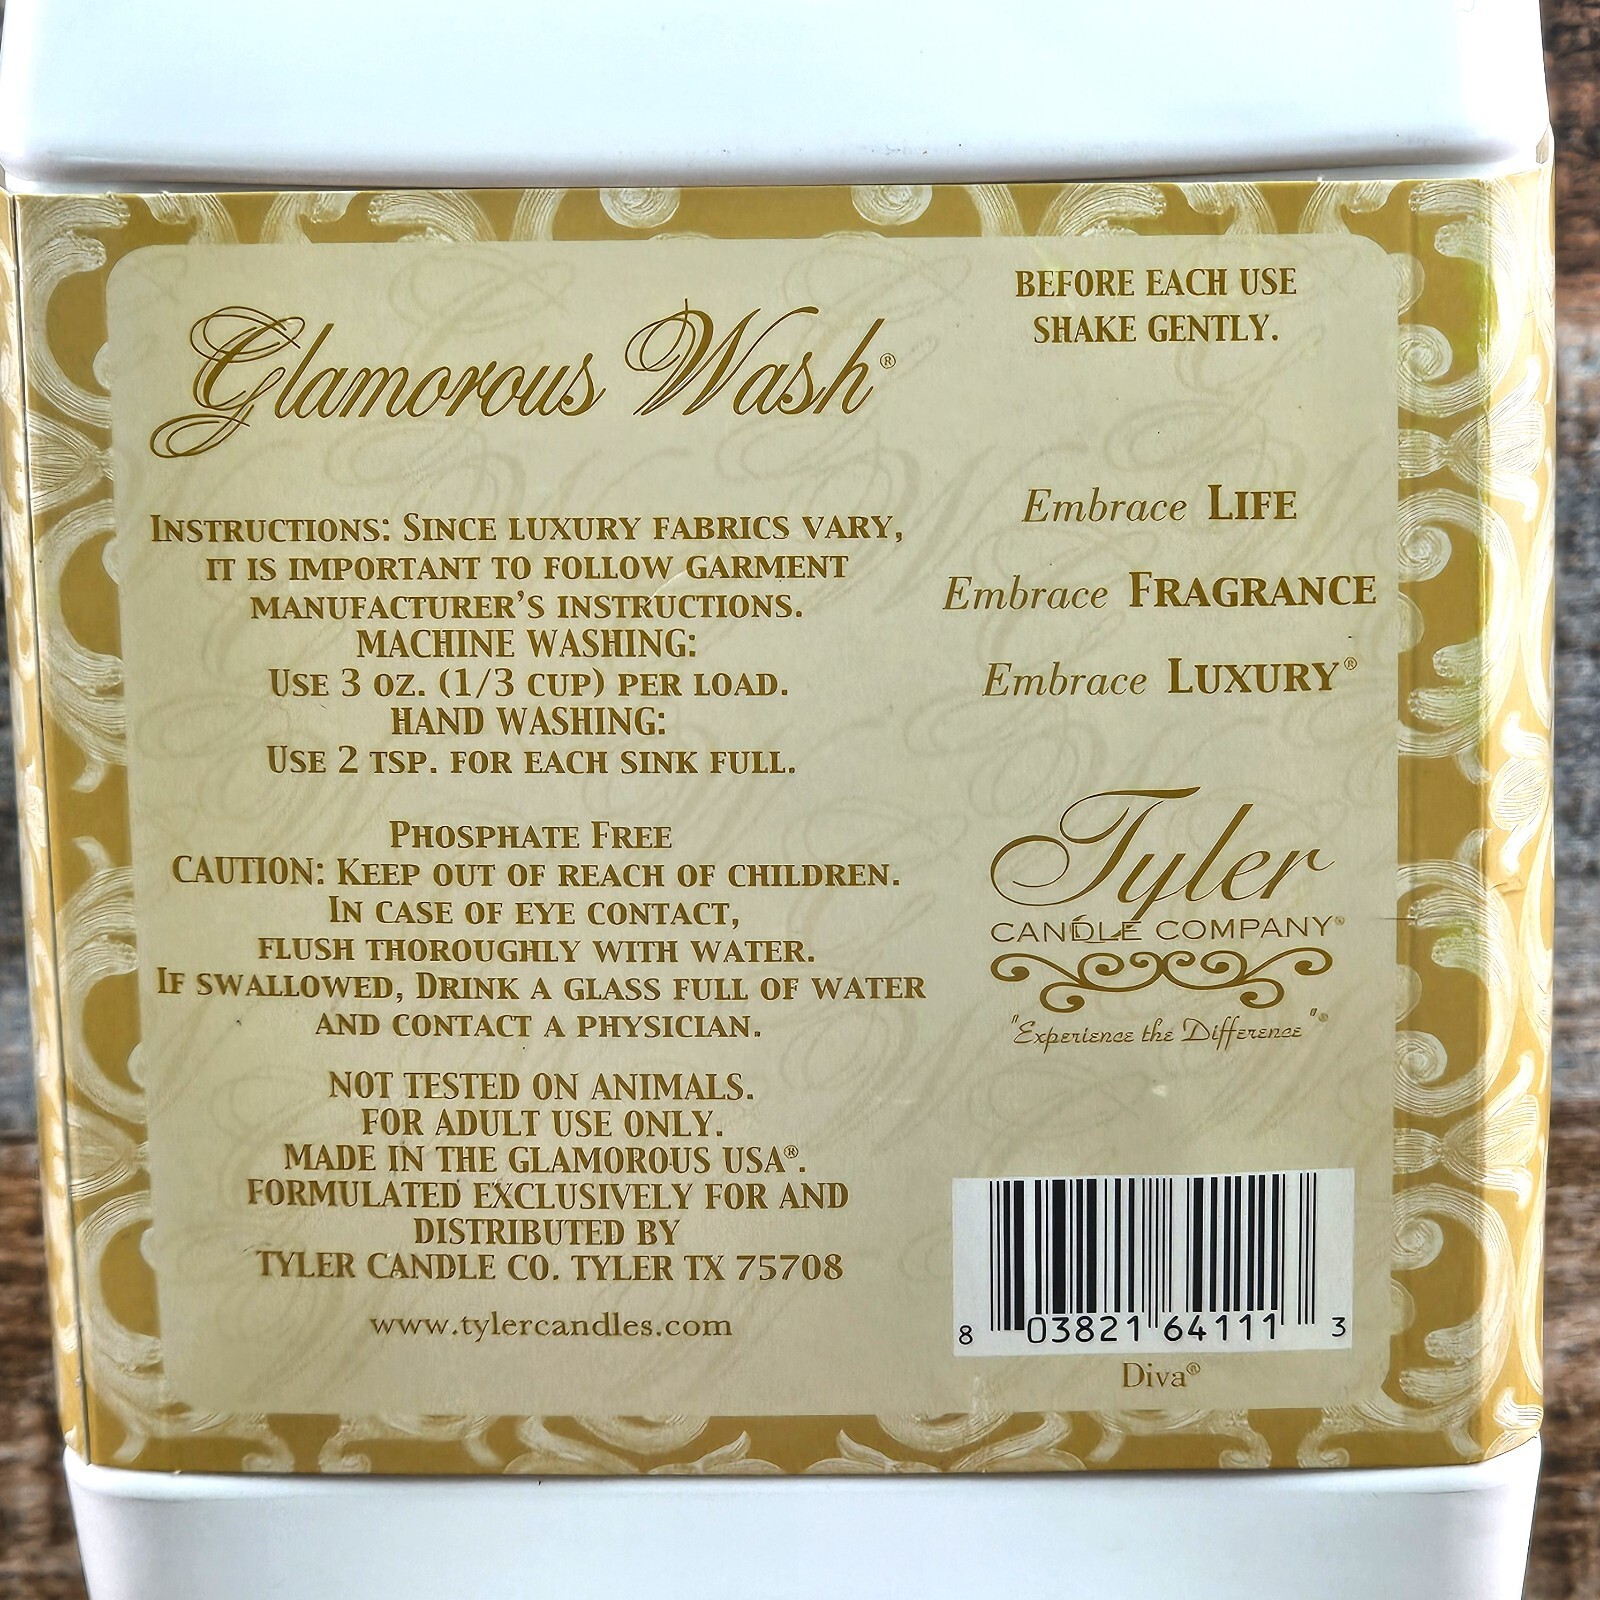 Glamorous Wash®
INSTRUCTIONS: SINCE LUXURY FABRICS VARY,
IT IS IMPORTANT TO FOLLOW GARMENT
MANUFACTURER'S INSTRUCTIONS.
MACHINE WASHING:
USE 3 OZ. (1/3 CUP) PER LOAD.
HAND WASHING:
USE 2 TSP. FOR EACH SINK FULL.
PHOSPHATE FREE
CAUTION: KEEP OUT OF REACH OF CHILDREN.
IN CASE OF EYE CONTACT,
FLUSH THOROUGHLY WITH WATER.
IF SWALLOWED, DRINK A GLASS FULL OF WATER
AND CONTACT A PHYSICIAN.
NOT TESTED ON ANIMALS.
FOR ADULT USE ONLY.
MADE IN THE GLAMOROUS USA®.
FORMULATED EXCLUSIVELY FOR AND
DISTRIBUTED BY
TYLER CANDLE CO. TYLER TX 75708
www.tylercandles.com
BEFORE EACH USE
SHAKE GENTLY.
Embrace LIFE
Embrace FRAGRANCE
Embrace LUXURY®
Tyler
CANDLE COMPANY®
"Experience the Difference"®
8 03821 64111 3
Diva®